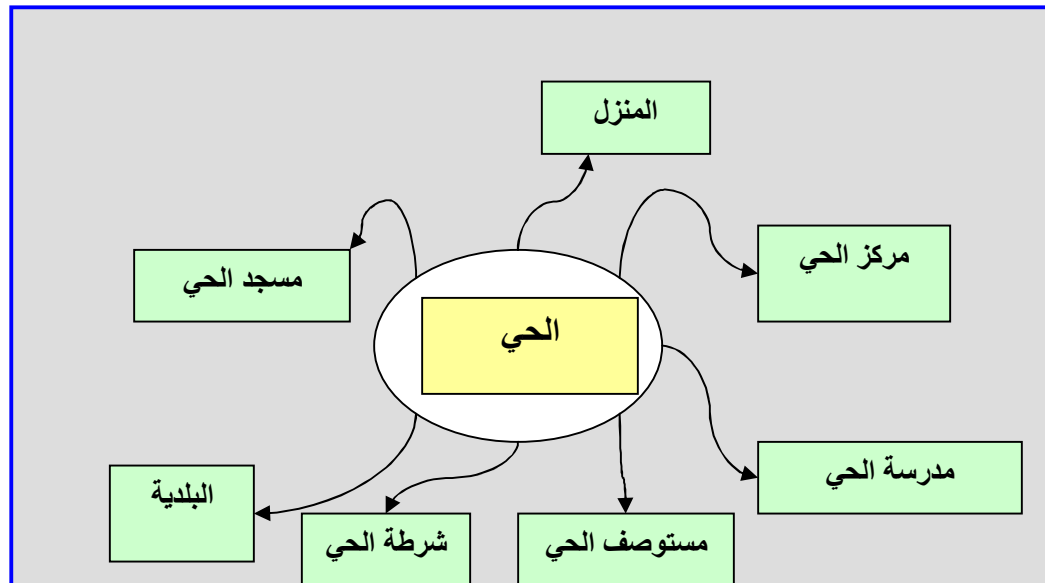 المنزل
مركز الحي
مسجد الحي
الحي
مدرسة الحي
البلدية
شرطة الحي
مستوصف الحي